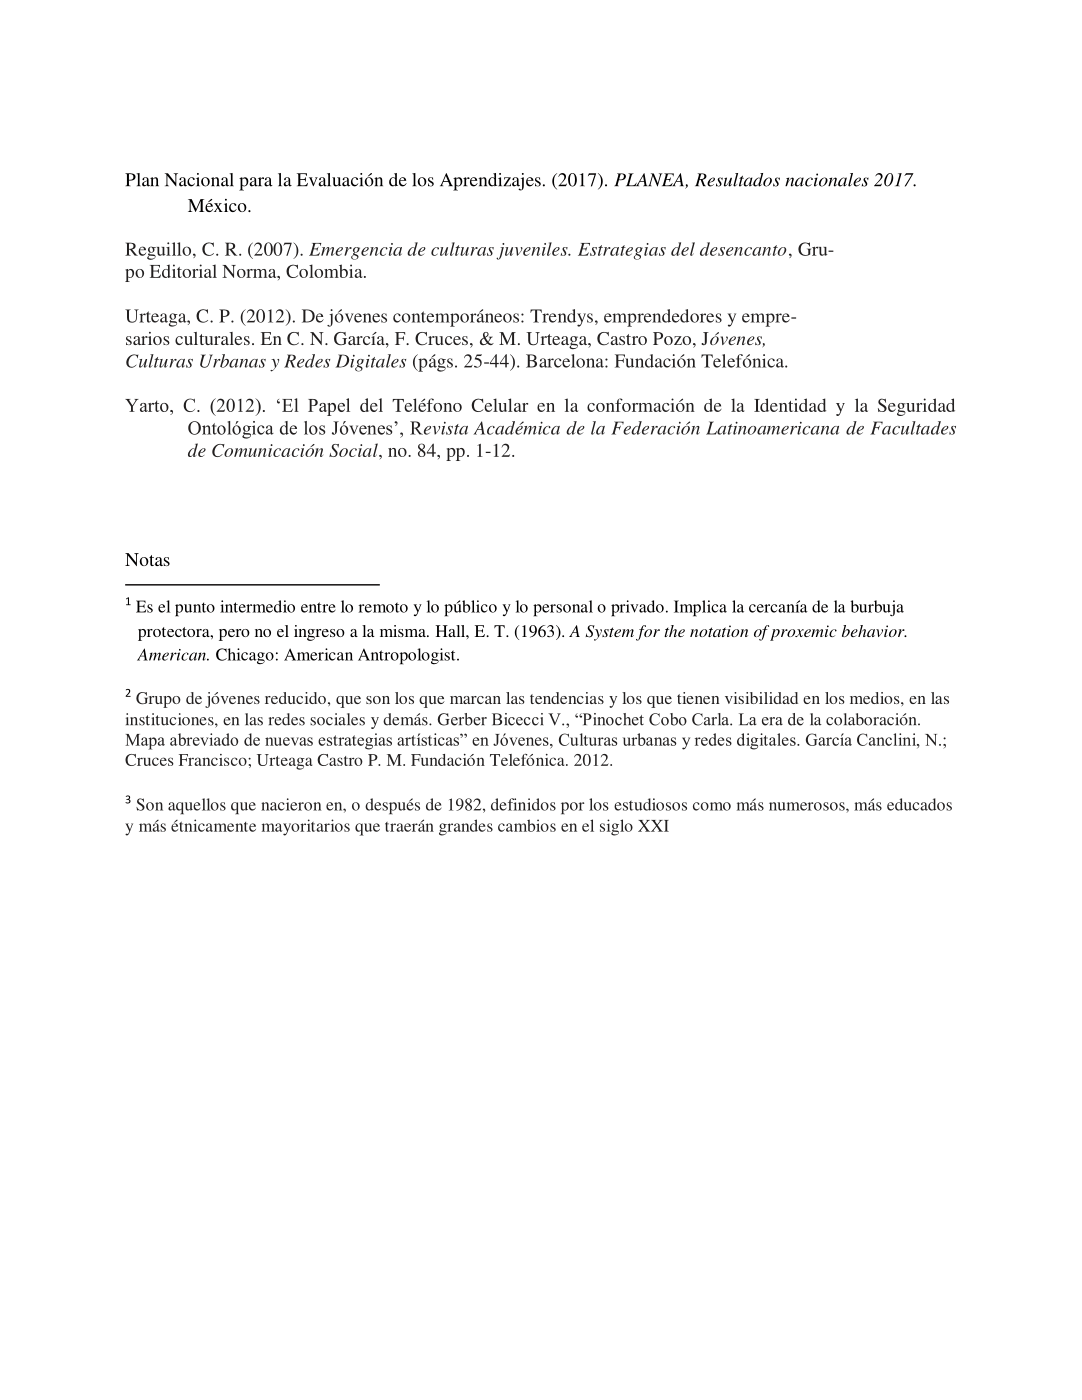 Plan Nacional para la Evaluación de los Aprendizajes. (2017). PLANEA, Resultados nacionales 2017.
México.
Reguillo, C. R. (2007). Emergencia de culturas juveniles. Estrategias del desencanto, Gru-
po Editorial Norma, Colombia.
Urteaga, C. P. (2012). De jóvenes contemporáneos: Trendys, emprendedores y empre-
sarios culturales. En C. N. García, F. Cruces, & M. Urteaga, Castro Pozo, Jóvenes,
Culturas Urbanas y Redes Digitales (págs. 25-44). Barcelona: Fundación Telefónica.
Yarto, C. (2012). ‘El Papel del Teléfono Celular en la conformación de la Identidad y la Seguridad
Ontológica de los Jóvenes’, Revista Académica de la Federación Latinoamericana de Facultades
de Comunicación Social, no. 84, pp. 1-12.
Notas
1 Es el punto intermedio entre lo remoto y lo público y lo personal o privado. Implica la cercanía de la burbuja
protectora, pero no el ingreso a la misma. Hall, E. T. (1963). A System for the notation of proxemic behavior.
American. Chicago: American Antropologist.
2 Grupo de jóvenes reducido, que son los que marcan las tendencias y los que tienen visibilidad en los medios, en las
instituciones, en las redes sociales y demás. Gerber Bicecci V., “Pinochet Cobo Carla. La era de la colaboración.
Mapa abreviado de nuevas estrategias artísticas” en Jóvenes, Culturas urbanas y redes digitales. García Canclini, N.;
Cruces Francisco; Urteaga Castro P. M. Fundación Telefónica. 2012.
3 Son aquellos que nacieron en, o después de 1982, definidos por los estudiosos como más numerosos, más educados
y más étnicamente mayoritarios que traerán grandes cambios en el siglo XXI